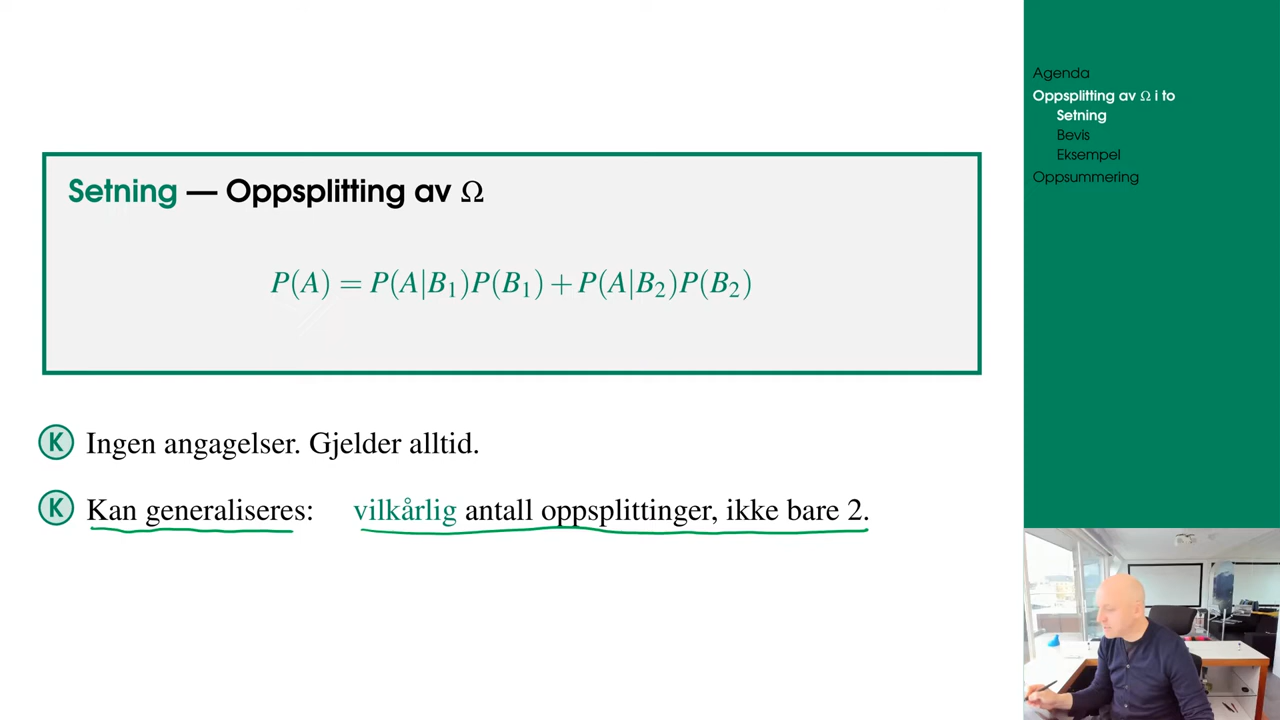 Setning — Oppsplitting av Ω
P(A) = P(A|B₁)P(B₁) + P(A|B₂)P(B₂)
K Ingen angagelser. Gjelder alltid.
K Kan generaliseres: vilkårlig antall oppsplittinger, ikke bare 2.
Agenda
Oppsplitting av Ω i to
Setning
Bevis
Eksempel
Oppsummering